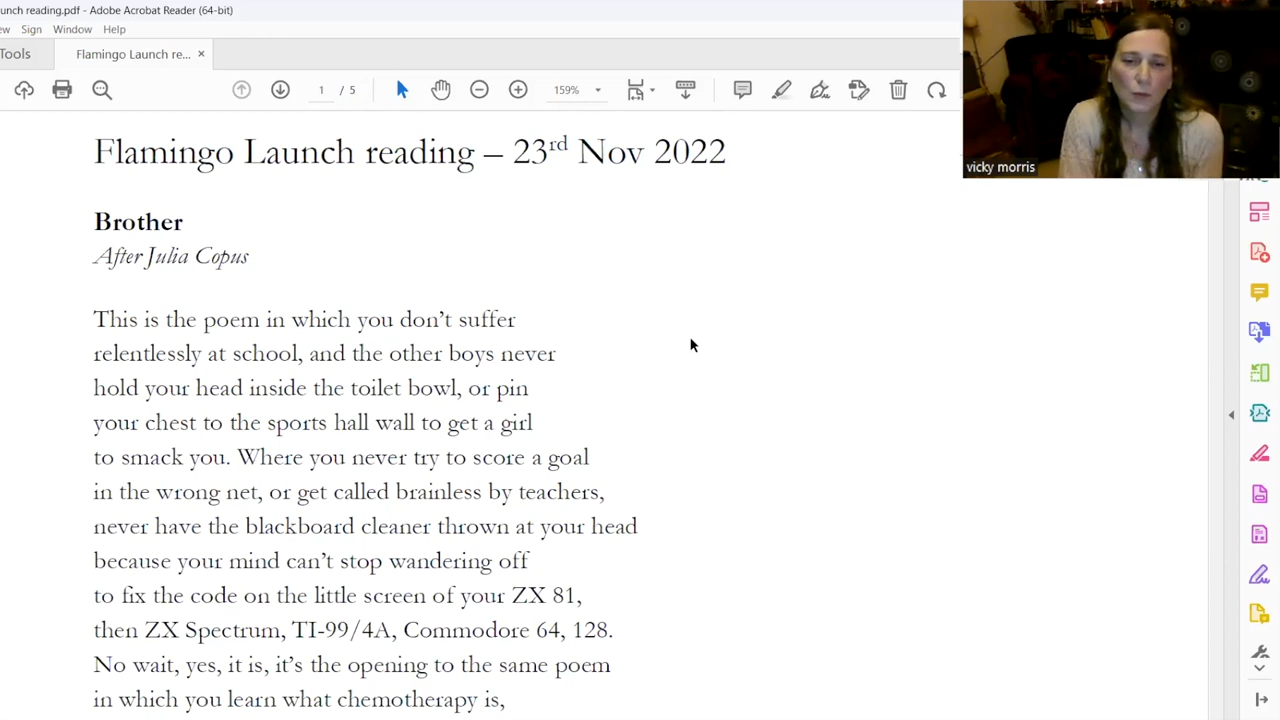 unch reading.pdf - Adobe Acrobat Reader (64-bit)
Sign Window Help
Tools Flamingo Launch re... ×
1 / 5 159%
vicky morris
Flamingo Launch reading – 23rd Nov 2022
Brother
After Julia Copus
This is the poem in which you don’t suffer
relentlessly at school, and the other boys never
hold your head inside the toilet bowl, or pin
your chest to the sports hall wall to get a girl
to smack you. Where you never try to score a goal
in the wrong net, or get called brainless by teachers,
never have the blackboard cleaner thrown at your head
because your mind can’t stop wandering off
to fix the code on the little screen of your ZX 81,
then ZX Spectrum, TI-99/4A, Commodore 64, 128.
No wait, yes, it is, it’s the opening to the same poem
in which you learn what chemotherapy is,